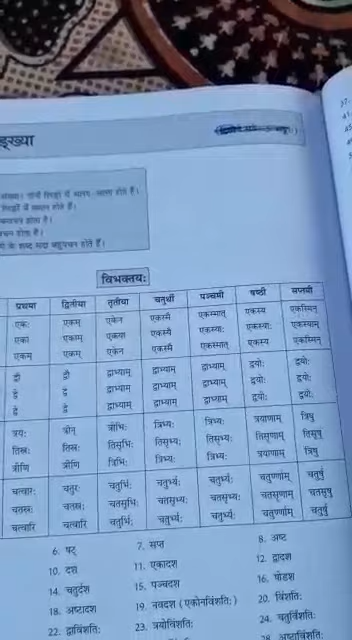 ङ्ख्या
विभक्तयः
प्रथमा द्वितीया तृतीया चतुर्थी पञ्चमी षष्ठी सप्तमी
एकः एकम् एकेन एकस्मै एकस्मात् एकस्य एकस्मिन्
एका एकाम् एकया एकस्यै एकस्याः एकस्याः एकस्याम्
एकम् एकम् एकेन एकस्मै एकस्मात् एकस्य एकस्मिन्
द्वौ द्वौ द्वाभ्याम् द्वाभ्याम् द्वाभ्याम् द्वयोः द्वयोः
द्वे द्वे द्वाभ्याम् द्वाभ्याम् द्वाभ्याम् द्वयोः द्वयोः
द्वे द्वे द्वाभ्याम् द्वाभ्याम् द्वाभ्याम् द्वयोः द्वयोः
त्रयः त्रीन् त्रिभिः त्रिभ्यः त्रिभ्यः त्रयाणाम् त्रिषु
तिस्रः तिस्रः तिसृभिः तिसृभ्यः तिसृभ्यः तिसृणाम् तिसृषु
त्रीणि त्रीणि त्रिभिः त्रिभ्यः त्रिभ्यः त्रयाणाम् त्रिषु
चत्वारः चतुरः चतुर्भिः चतुर्भ्यः चतुर्भ्यः चतुर्णाम् चतुर्षु
चतस्रः चतस्रः चतसृभिः चतसृभ्यः चतसृभ्यः चतसृणाम् चतसृषु
चत्वारि चत्वारि चतुर्भिः चतुर्भ्यः चतुर्भ्यः चतुर्णाम् चतुर्षु
6. षट् 7. सप्त 8. अष्ट
10. दश 11. एकादश 12. द्वादश
14. चतुर्दश 15. पञ्चदश 16. षोडश
18. अष्टादश 19. नवदश (एकोनविंशतिः) 20. विंशतिः
22. द्वाविंशतिः 23. त्रयोविंशतिः 24. चतुर्विंशतिः
28. अष्टाविंशतिः